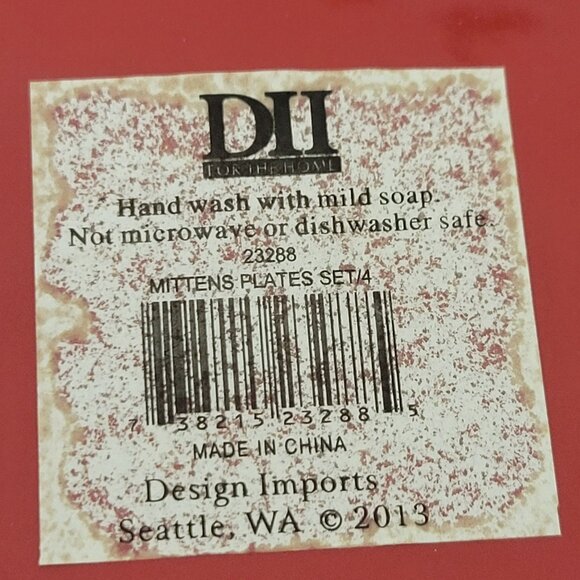 DII
FOR THE HOME
Hand wash with mild soap.
Not microwave or dishwasher safe.
23288
MITTENS PLATES SET/4
7 38215 23288 5
MADE IN CHINA
Design Imports
Seattle, WA © 2013